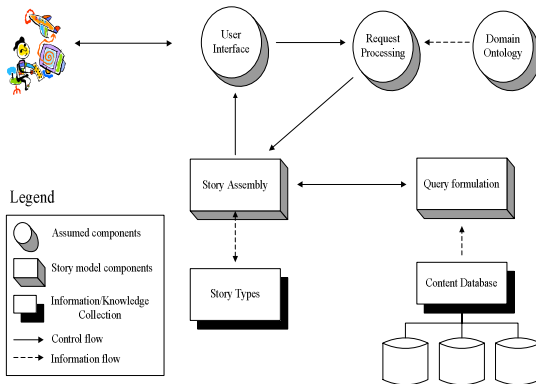 User
Interface
Request
Processing
Domain
Ontology
Story Assembly
Query formulation
Legend
Assumed components
Story model components
Story Types
Content Database
Information/Knowledge
Collection
Control flow
Information flow